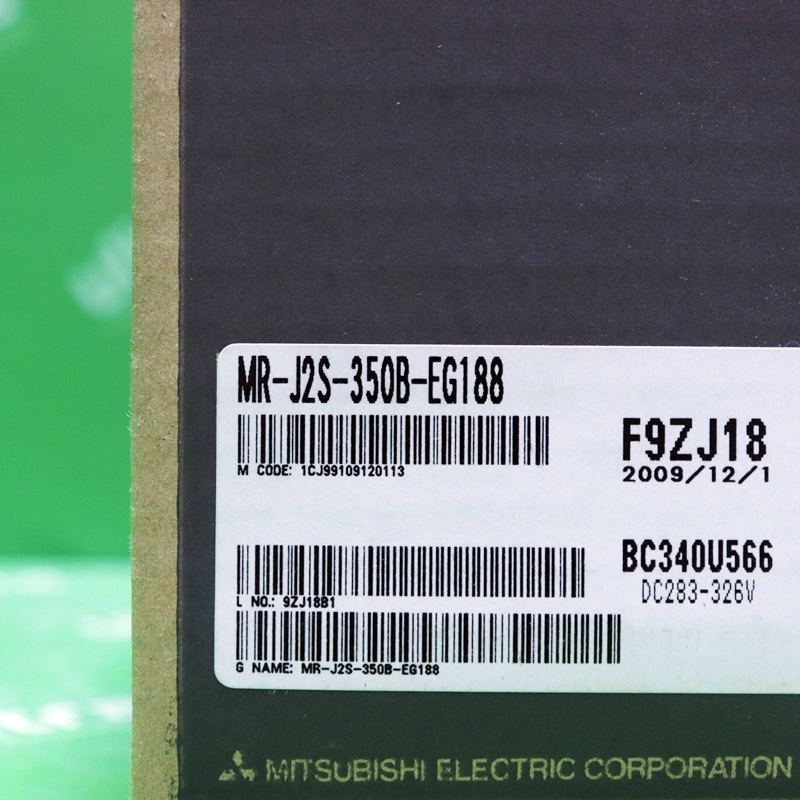 MR-J2S-350B-EG188
F9ZJ18
M CODE: 1CJ99109120113
2009/12/1
BC340U566
DC283-326V
L NO.: 9ZJ18B1
G NAME: MR-J2S-350B-EG188
MITSUBISHI ELECTRIC CORPORATION